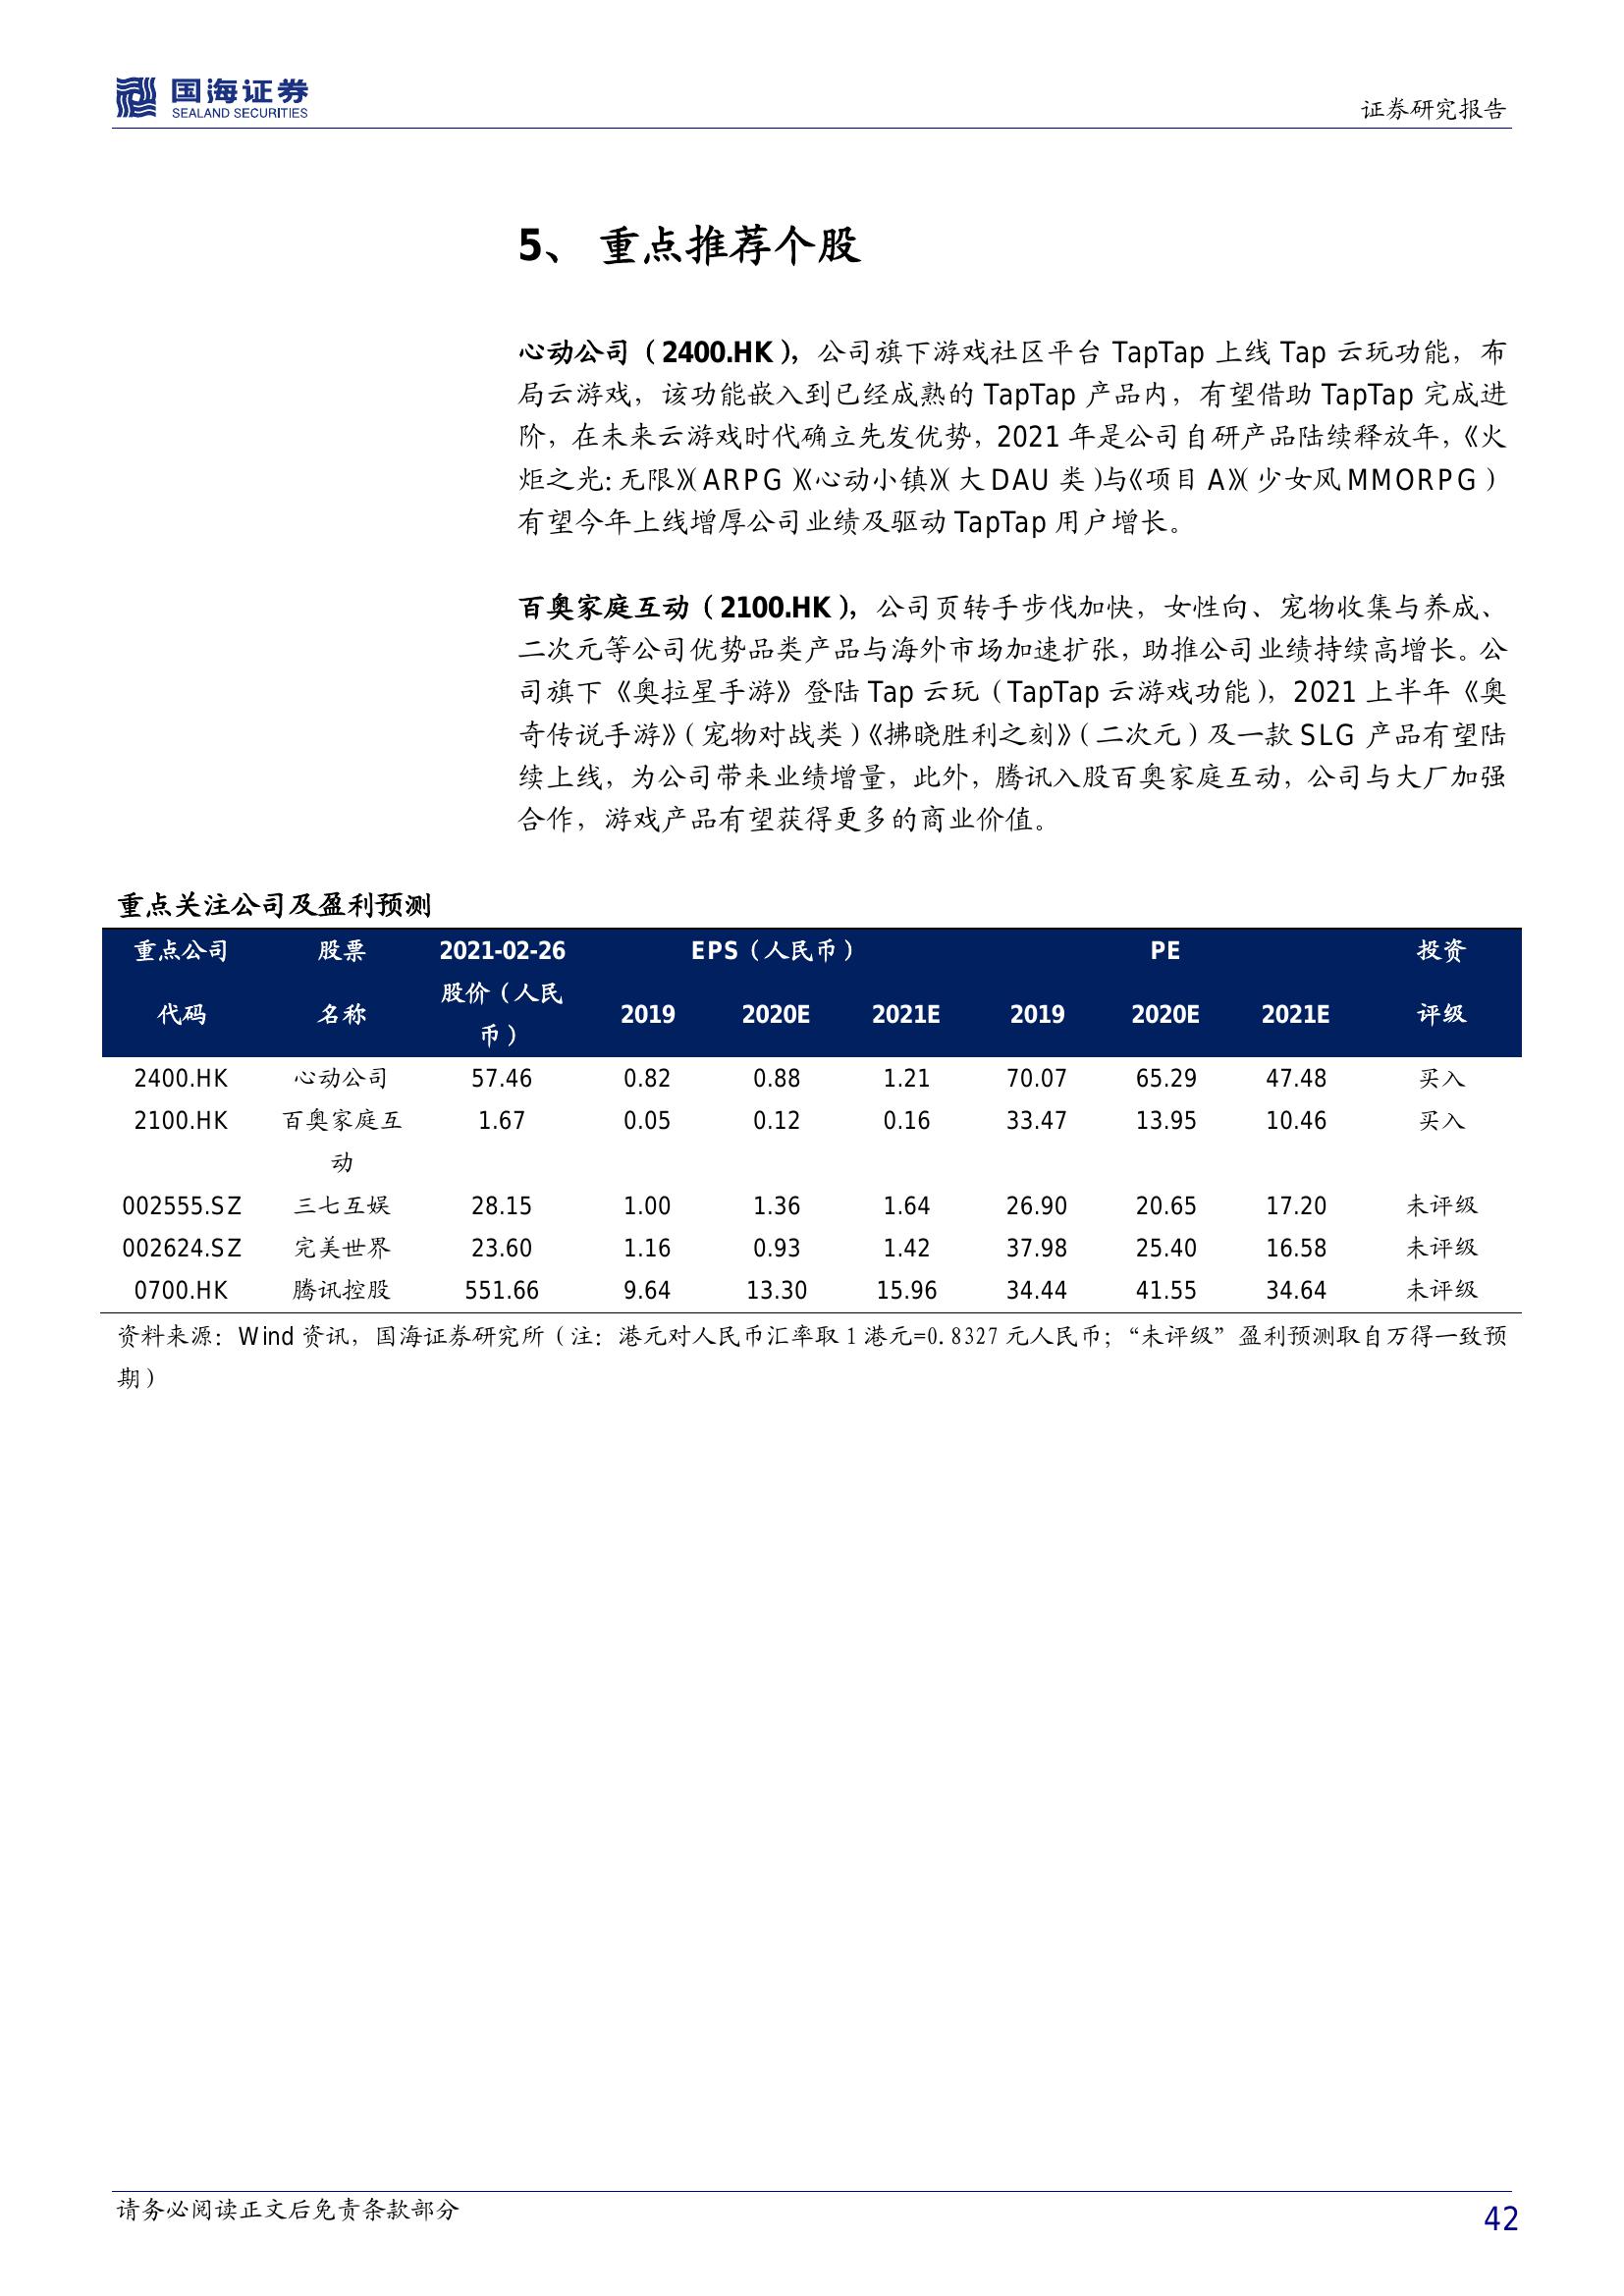 国海证券
SEALAND SECURITIES
证券研究报告
5、 重点推荐个股
心动公司（2400.HK），公司旗下游戏社区平台 TapTap 上线 Tap 云玩功能，布
局云游戏，该功能嵌入到已经成熟的 TapTap 产品内，有望借助 TapTap 完成进
阶，在未来云游戏时代确立先发优势，2021 年是公司自研产品陆续释放年，《火
炬之光：无限》（ARPG）《心动小镇》（大 DAU 类）与《项目 A》（少女风 MMORPG）
有望今年上线增厚公司业绩及驱动 TapTap 用户增长。
百奥家庭互动（2100.HK），公司页转手步伐加快，女性向、宠物收集与养成、
二次元等公司优势品类产品与海外市场加速扩张，助推公司业绩持续高增长。公
司旗下《奥拉星手游》登陆 Tap 云玩（TapTap 云游戏功能），2021 上半年《奥
奇传说手游》（宠物对战类）《拂晓胜利之刻》（二次元）及一款 SLG 产品有望陆
续上线，为公司带来业绩增量，此外，腾讯入股百奥家庭互动，公司与大厂加强
合作，游戏产品有望获得更多的商业价值。
重点关注公司及盈利预测
重点公司 股票 2021-02-26 EPS（人民币） PE 投资
代码 名称 股价（人民 2019 2020E 2021E 2019 2020E 2021E 评级
币）
2400.HK 心动公司 57.46 0.82 0.88 1.21 70.07 65.29 47.48 买入
2100.HK 百奥家庭互 1.67 0.05 0.12 0.16 33.47 13.95 10.46 买入
动
002555.SZ 三七互娱 28.15 1.00 1.36 1.64 26.90 20.65 17.20 未评级
002624.SZ 完美世界 23.60 1.16 0.93 1.42 37.98 25.40 16.58 未评级
0700.HK 腾讯控股 551.66 9.64 13.30 15.96 34.44 41.55 34.64 未评级
资料来源：Wind 资讯，国海证券研究所（注：港元对人民币汇率取 1 港元=0.8327 元人民币；“未评级”盈利预测取自万得一致预
期）
请务必阅读正文后免责条款部分
42